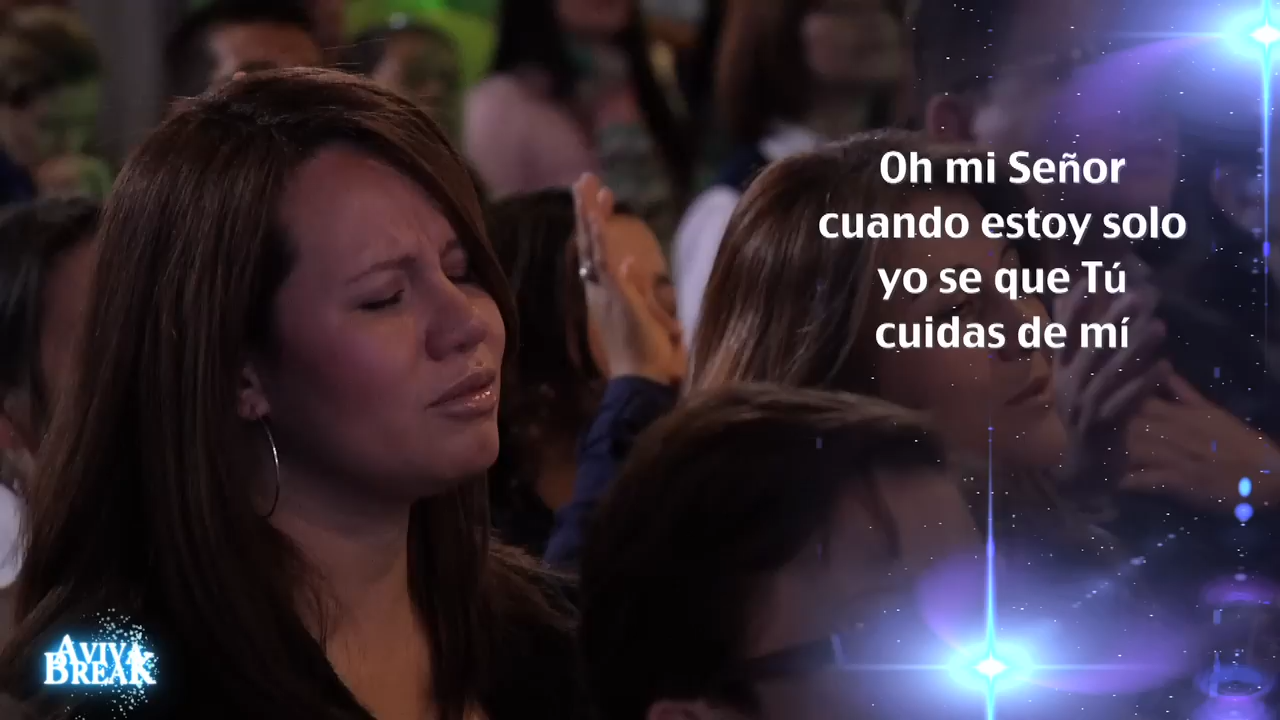 Oh mi Señor
cuando estoy solo
yo se que Tú
cuidas de mí
AVIVA
BREAK